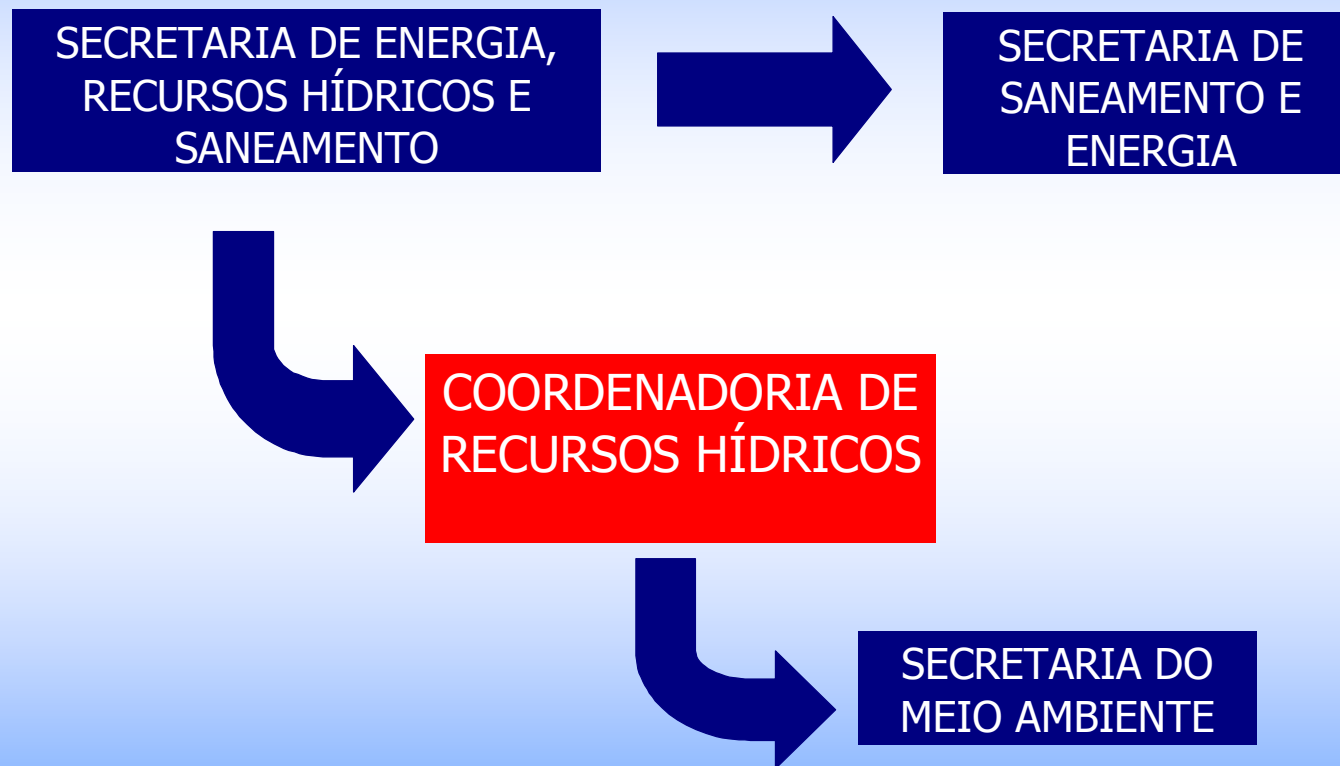 SECRETARIA DE ENERGIA,
RECURSOS HÍDRICOS E
SANEAMENTO
SECRETARIA DE
SANEAMENTO E
ENERGIA
COORDENADORIA DE
RECURSOS HÍDRICOS
SECRETARIA DO
MEIO AMBIENTE